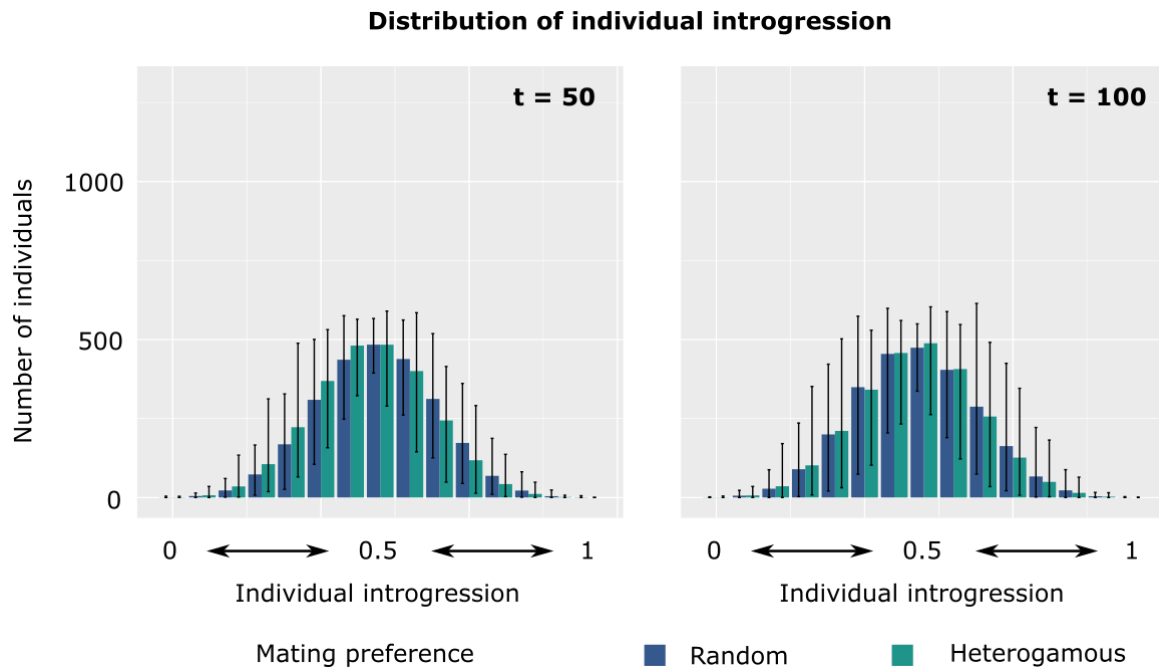 Distribution of individual introgression
t = 50
t = 100
Number of individuals
1000
500
0
0 0.5 1
0 0.5 1
Individual introgression
Individual introgression
Mating preference
Random
Heterogamous